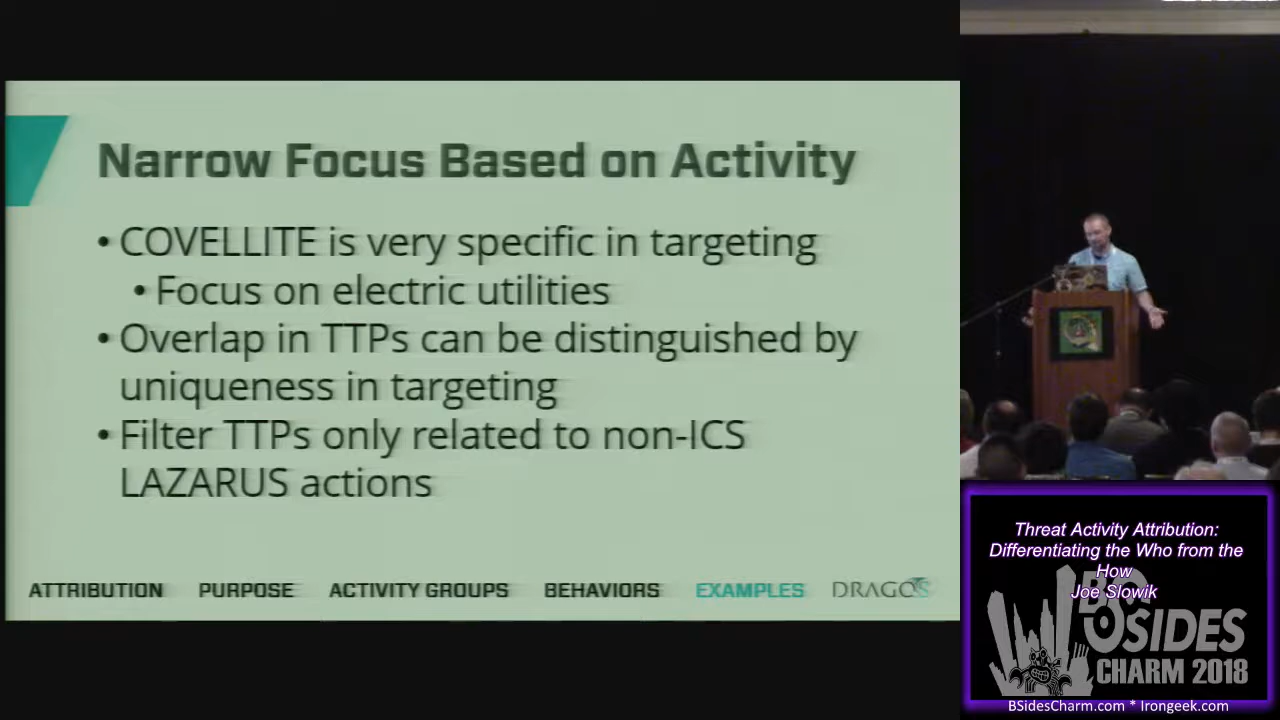 Narrow Focus Based on Activity
• COVELLITE is very specific in targeting
• Focus on electric utilities
• Overlap in TTPs can be distinguished by
uniqueness in targeting
• Filter TTPs only related to non-ICS
LAZARUS actions
ATTRIBUTION PURPOSE ACTIVITY GROUPS BEHAVIORS EXAMPLES DRAGOS
Threat Activity Attribution:
Differentiating the Who from the
How
Joe Slowik
BSIDES
CHARM 2018
BSidesCharm.com * Irongeek.com